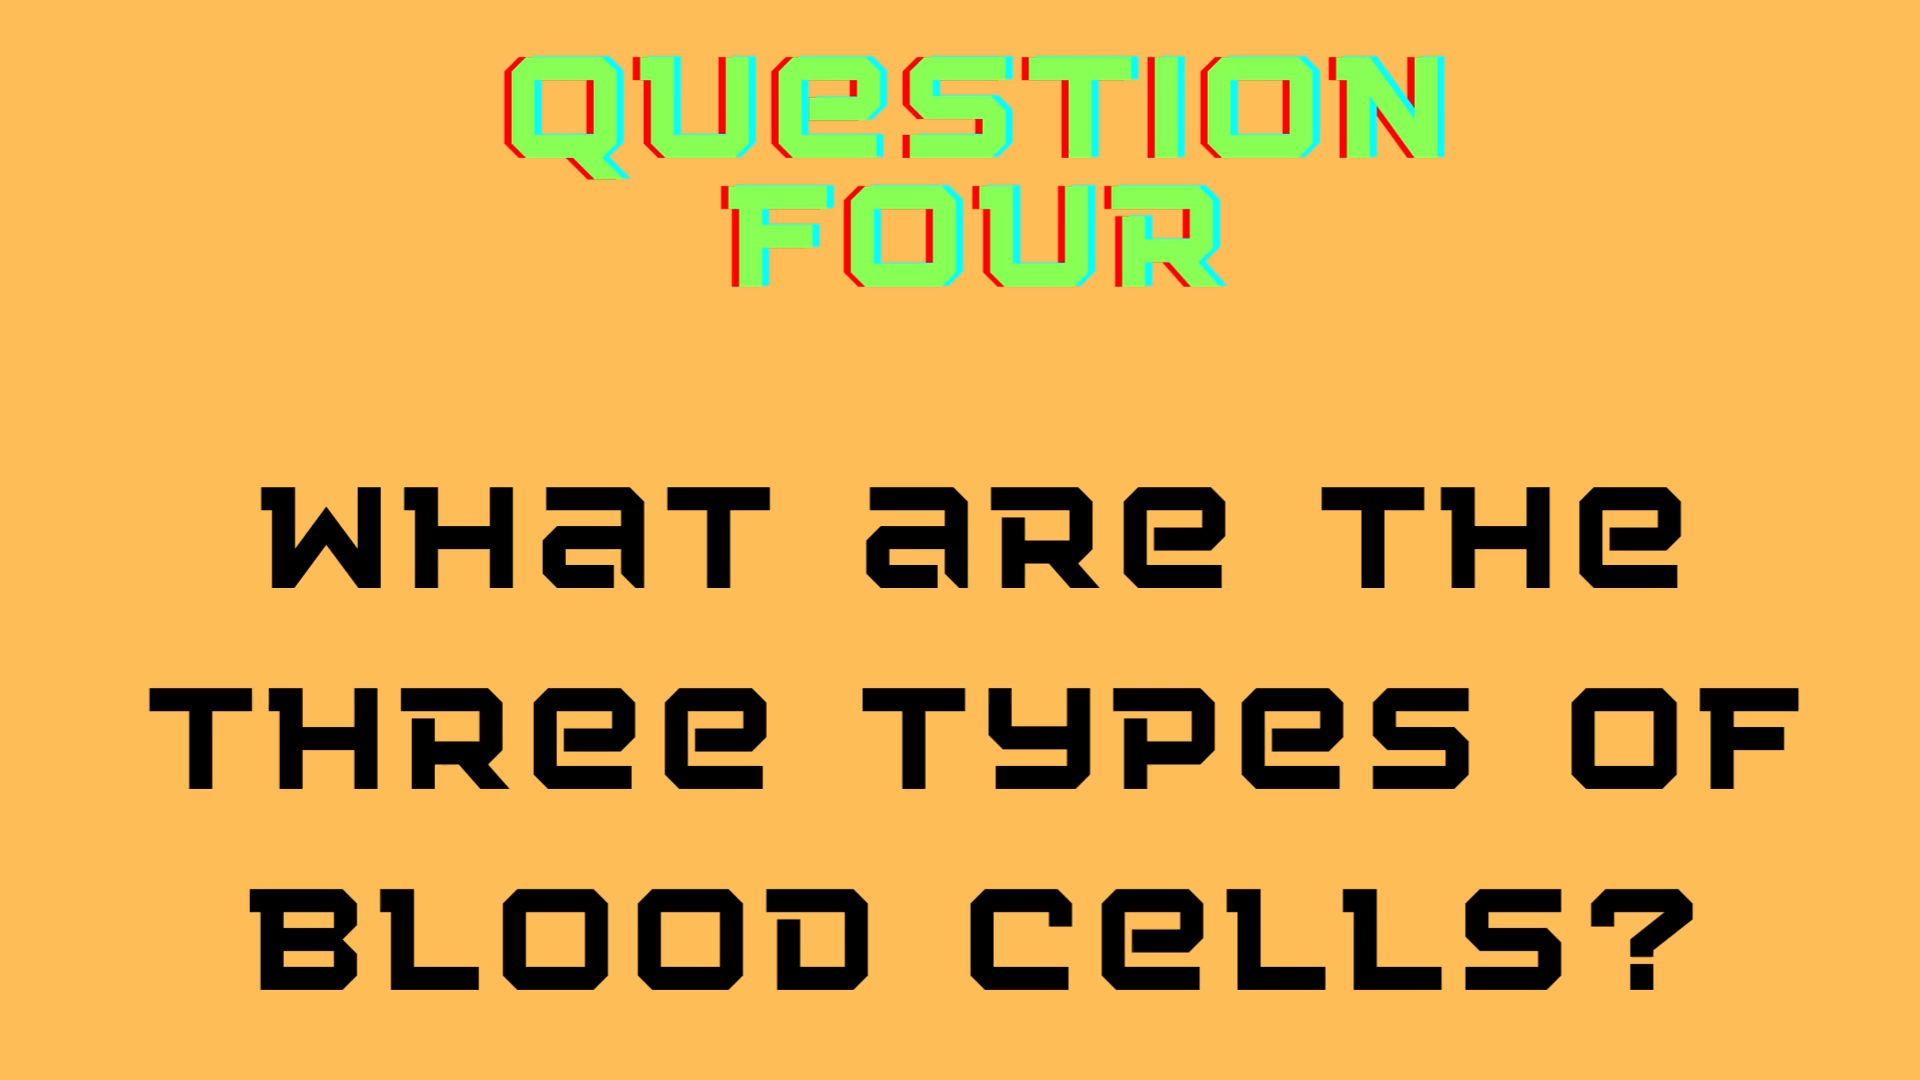 QUESTION
FOUR
WHAT ARE THE
THREE TYPES OF
BLOOD CELLS?